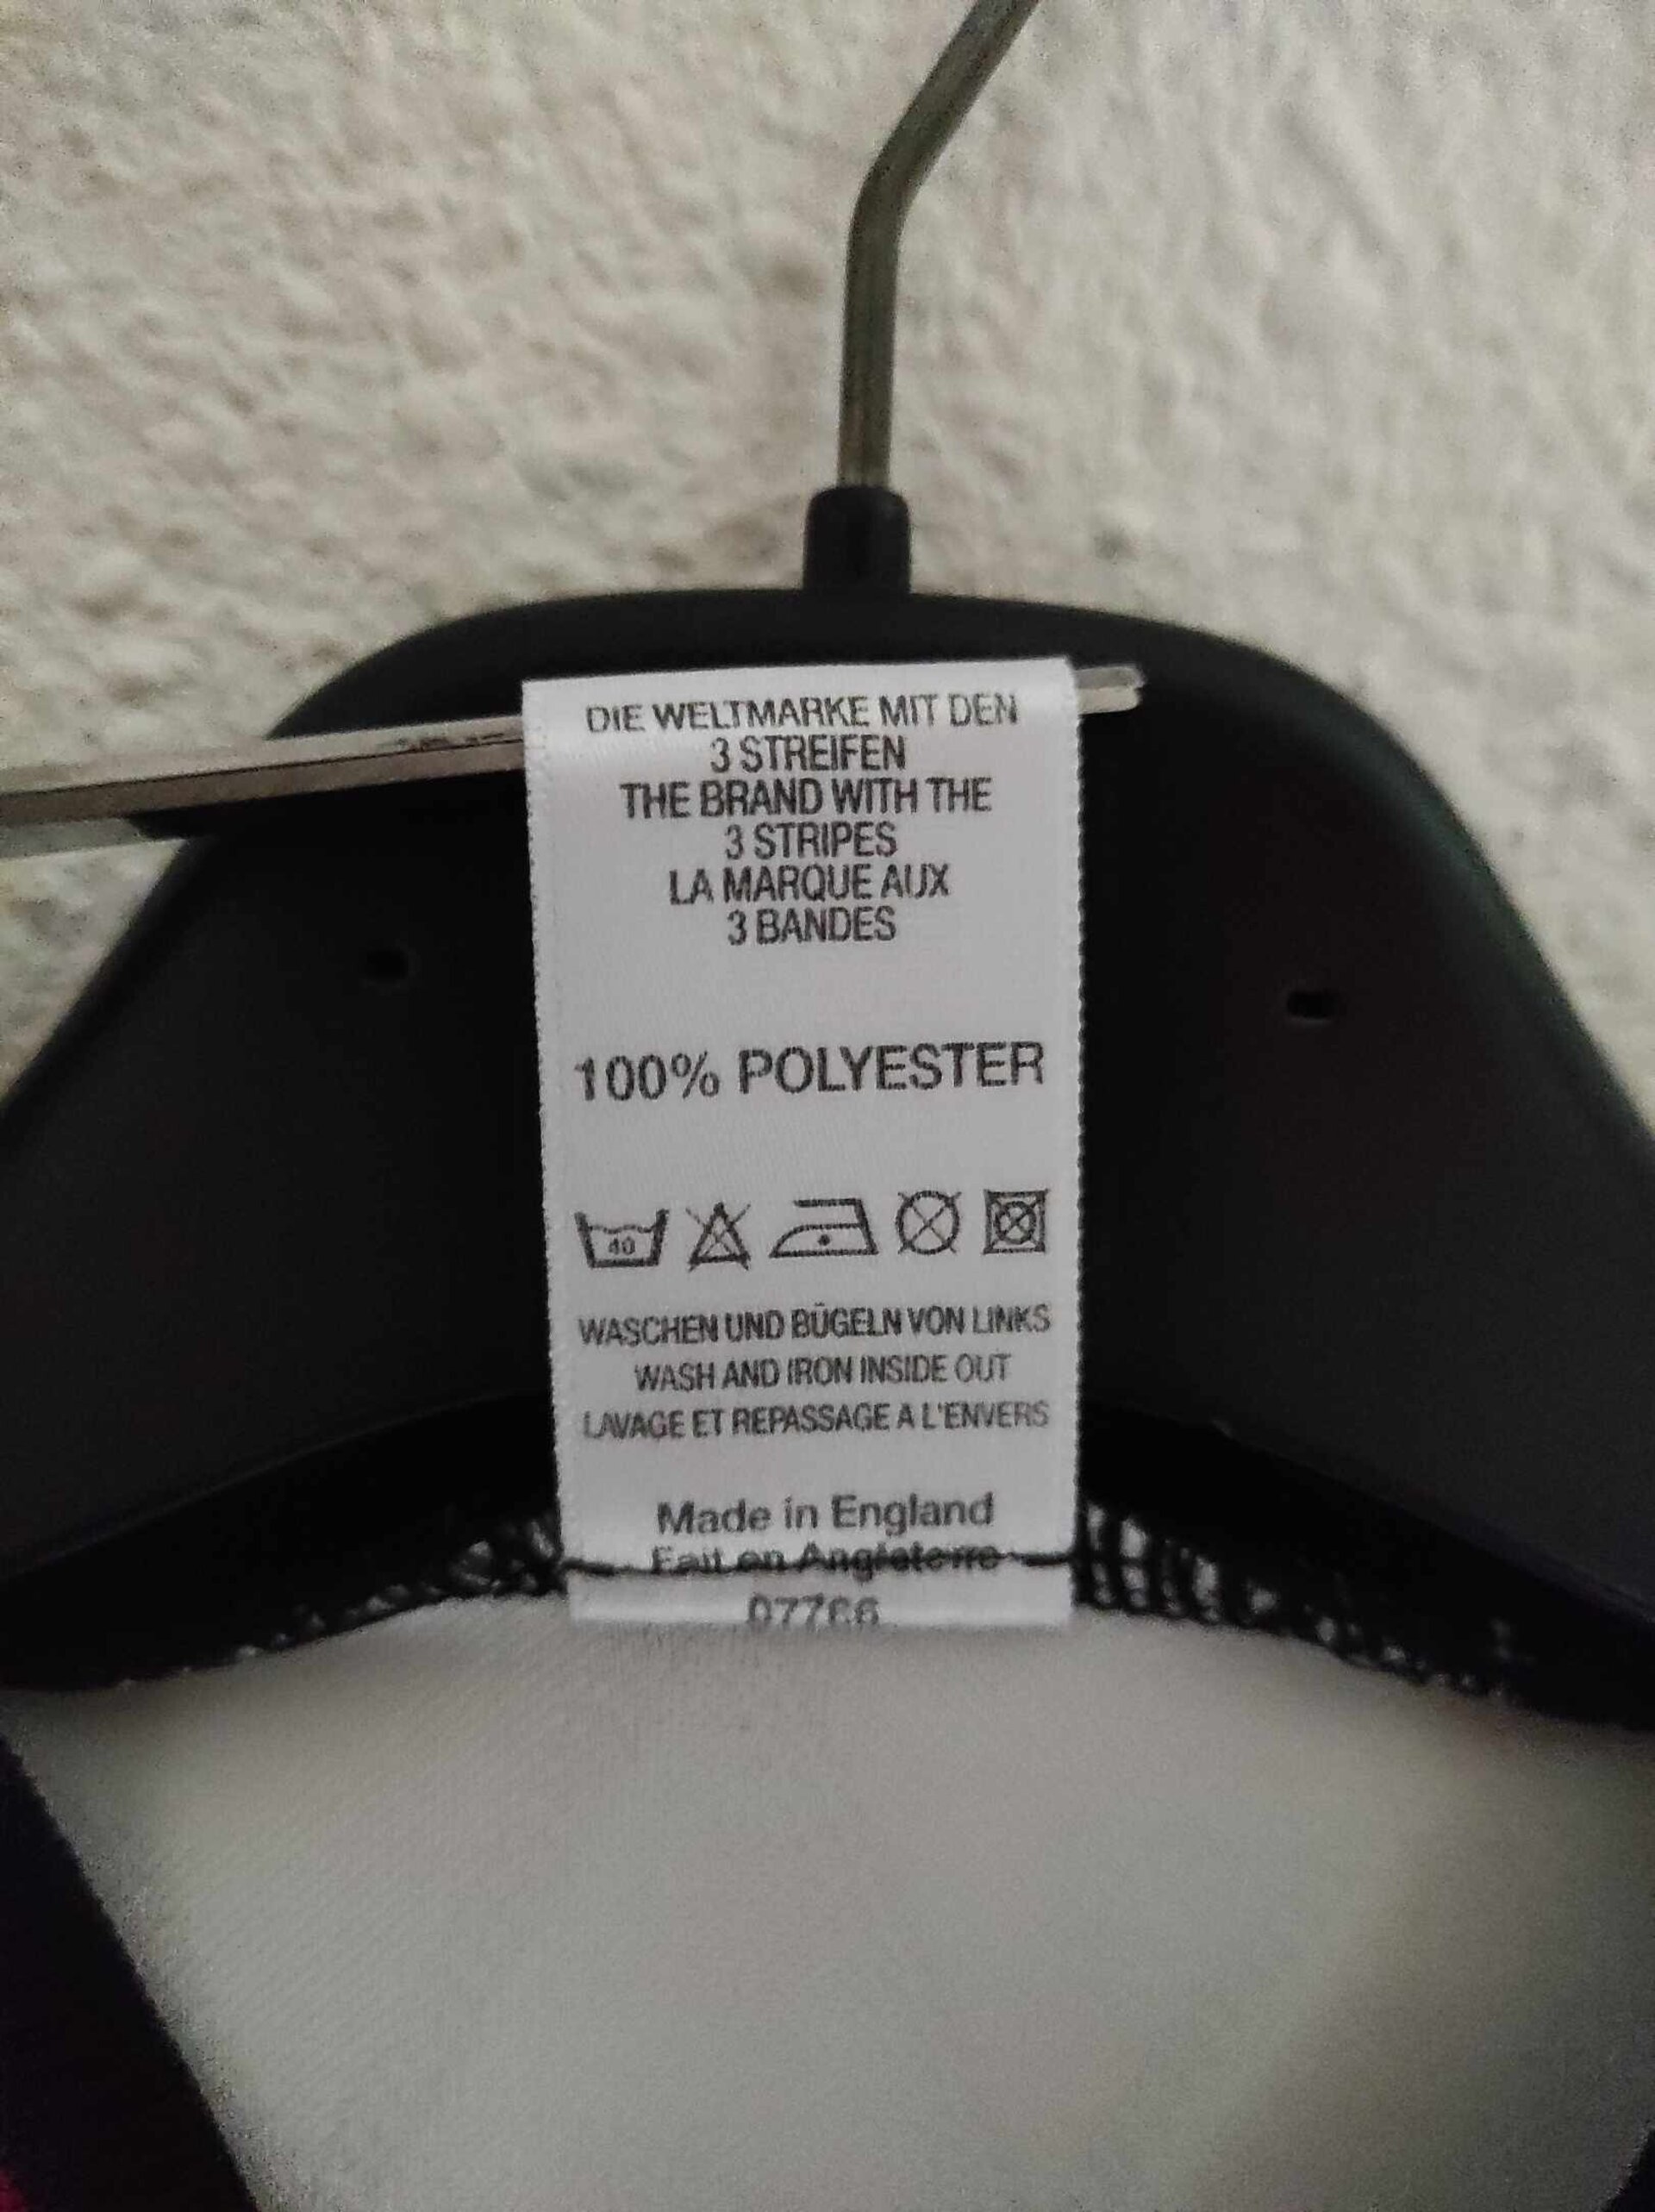 DIE WELTMARKE MIT DEN
3 STREIFEN
THE BRAND WITH THE
3 STRIPES
LA MARQUE AUX
3 BANDES
100% POLYESTER
40
WASCHEN UND BÜGELN VON LINKS
WASH AND IRON INSIDE OUT
LAVAGE ET REPASSAGE A L'ENVERS
Made in England
Fait en Angleterre